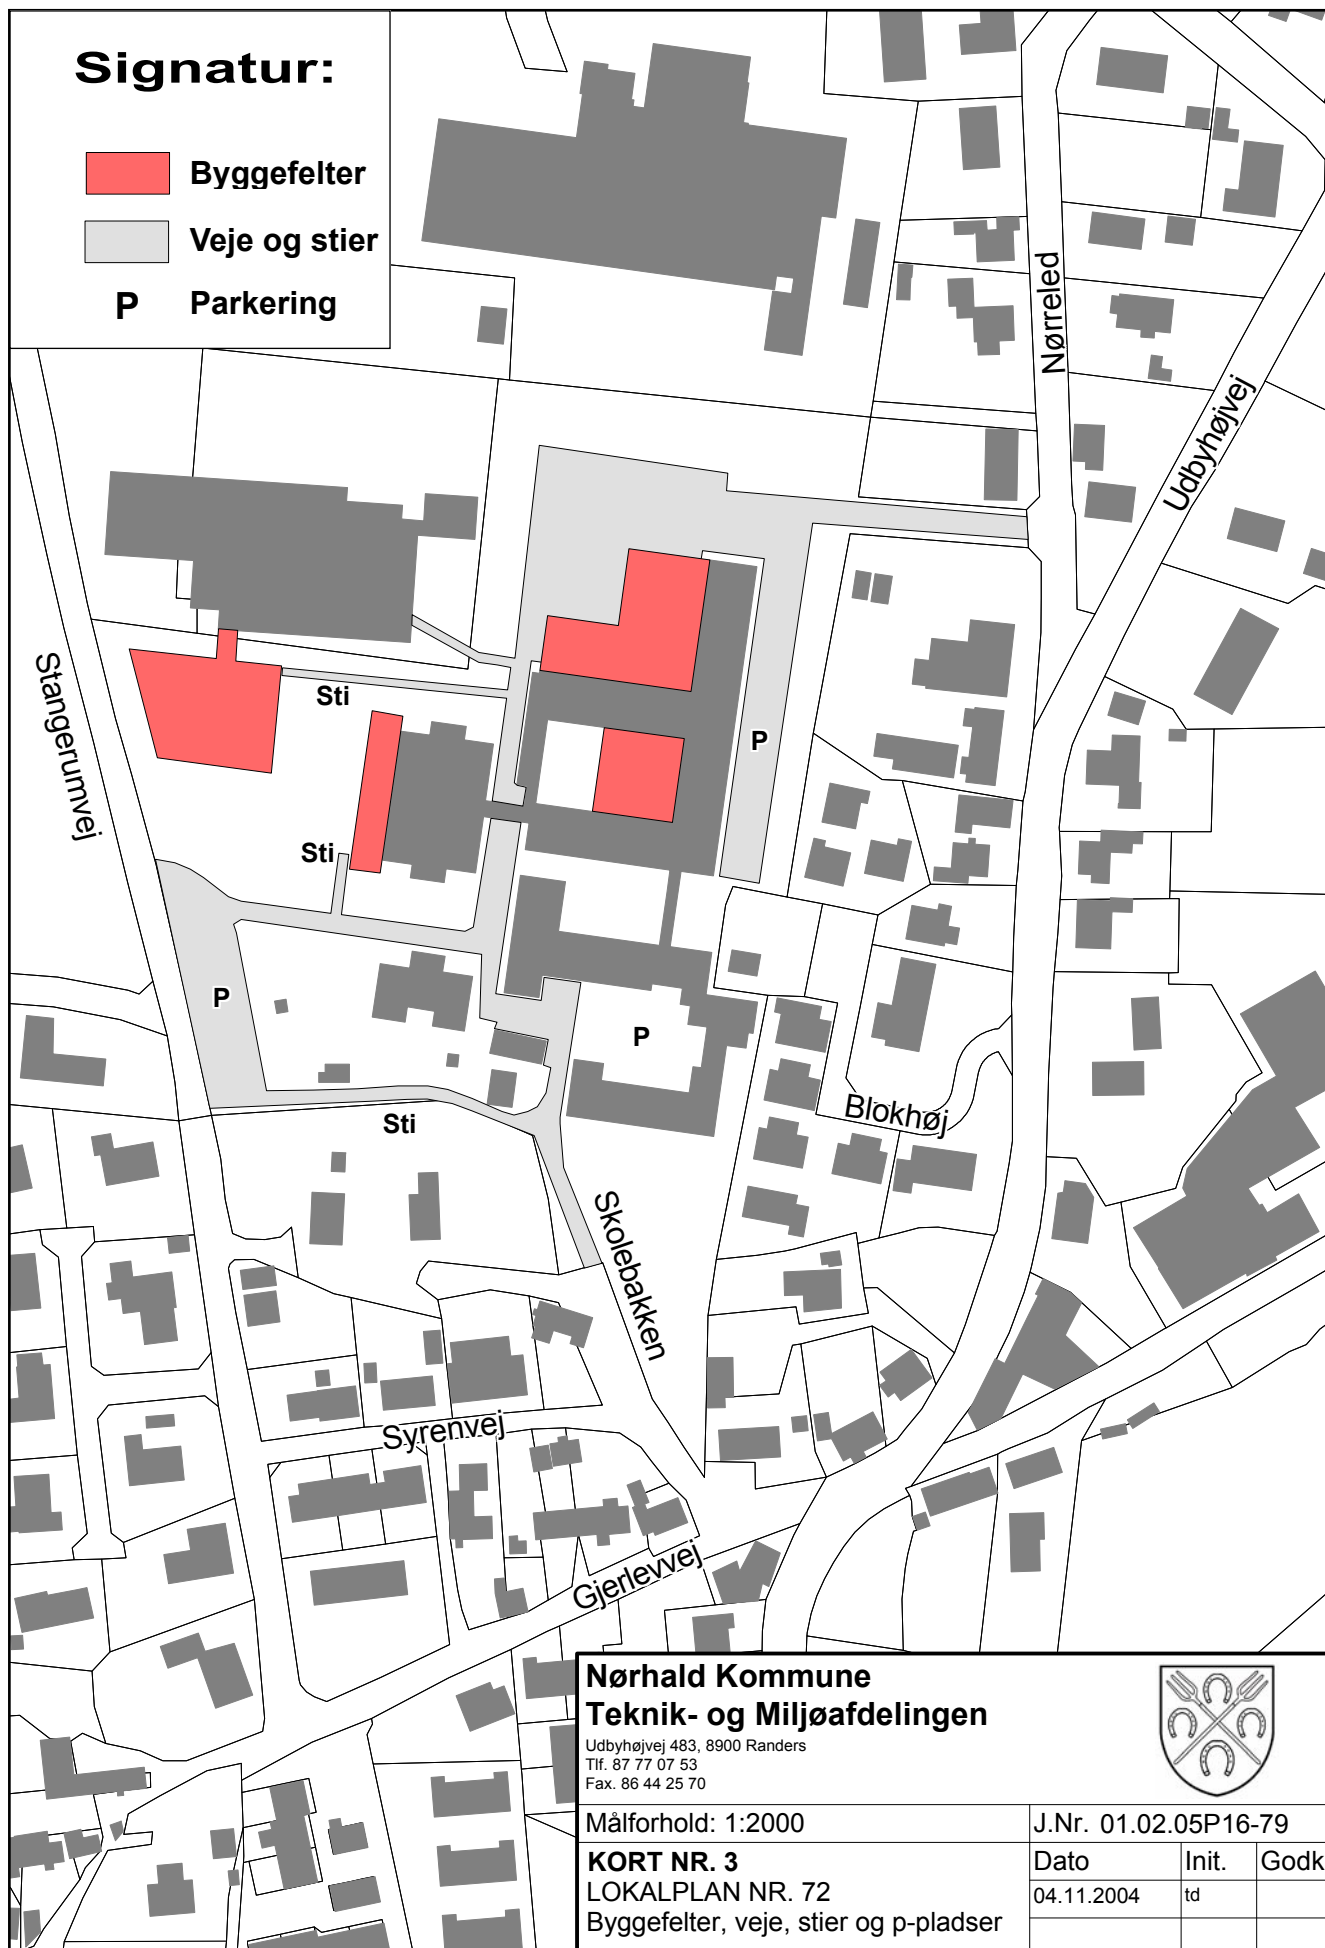 Signatur:
Byggefelter
Veje og stier
P Parkering
Nørreled
Udbyhøjvej
Stangerumvej
Sti
P
Sti
P
P
Sti
Blokhøj
Skolebakken
Syrenvej
Gjerlevvej
Nørhald Kommune
Teknik- og Miljøafdelingen
Udbyhøjvej 483, 8900 Randers
Tlf. 87 77 07 53
Fax. 86 44 25 70
Målforhold: 1:2000
J.Nr. 01.02.05P16-79
KORT NR. 3
LOKALPLAN NR. 72
Byggefelter, veje, stier og p-pladser
Dato Init. Godk
04.11.2004 td